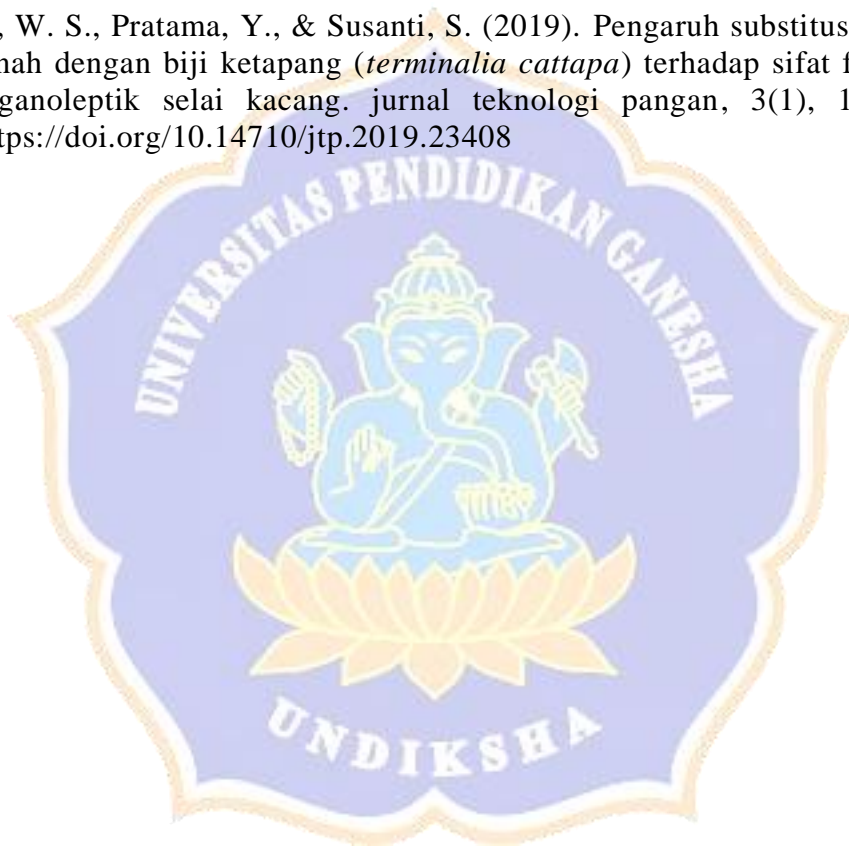 , W. S., Pratama, Y., & Susanti, S. (2019). Pengaruh substitus
nah dengan biji ketapang (terminalia cattapa) terhadap sifat f
ganoleptik selai kacang. jurnal teknologi pangan, 3(1), 1
tps://doi.org/10.14710/jtp.2019.23408
UNIVERSITAS PENDIDIKAN GANESHA
UNDIKSHA